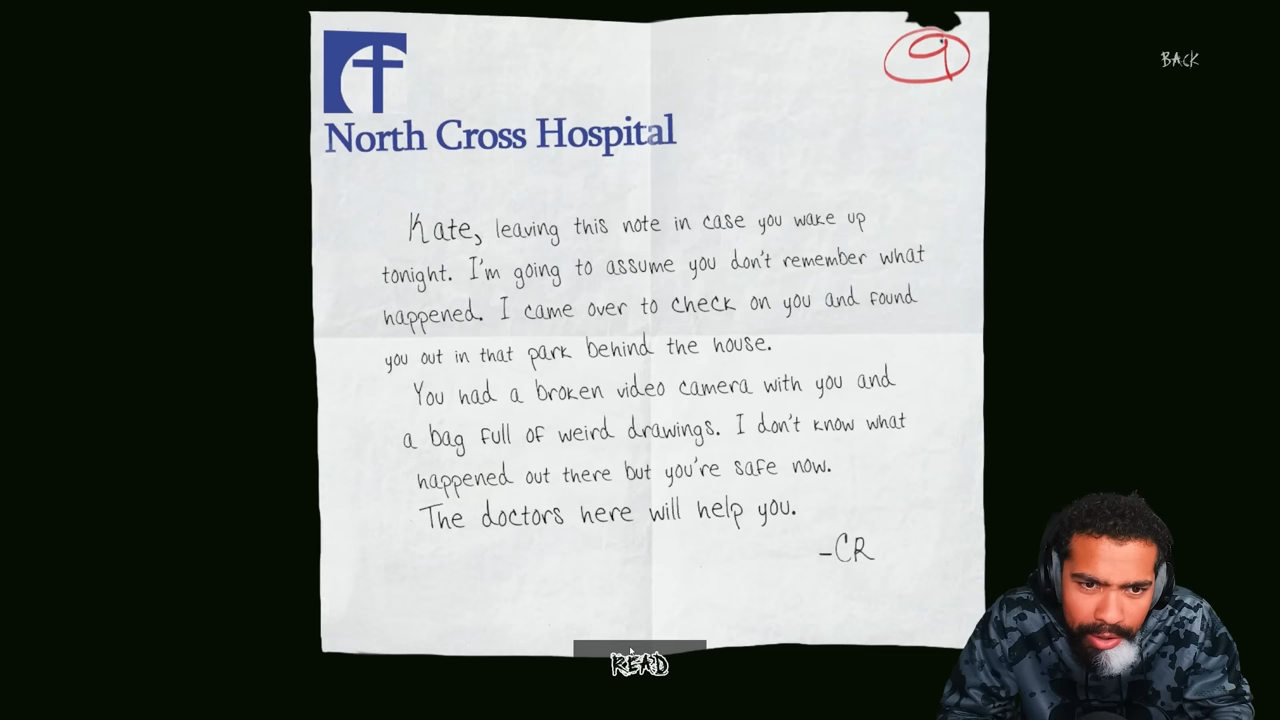 9
BACK
North Cross Hospital
Kate, leaving this note in case you wake up
tonight. I'm going to assume you don't remember what
happened. I came over to check on you and found
you out in that park behind the house.
You had a broken video camera with you and
a bag full of weird drawings. I don't know what
happened out there but you're safe now.
The doctors here will help you.
-CR
READ